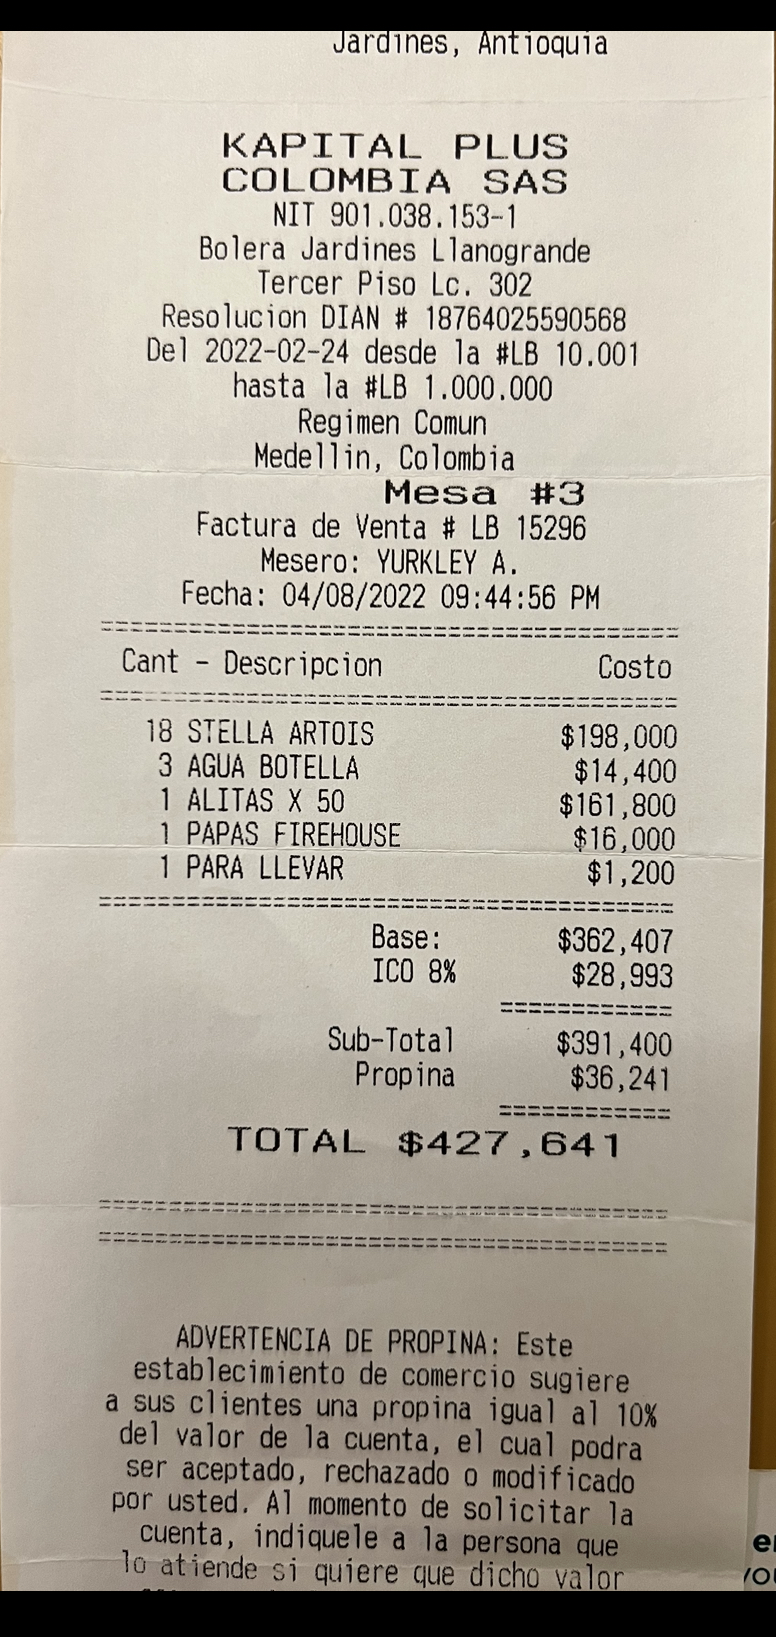 Jardines, Antioquia
KAPITAL PLUS
COLOMBIA SAS
NIT 901.038.153-1
Bolera Jardines Llanogrande
Tercer Piso Lc. 302
Resolucion DIAN # 18764025590568
Del 2022-02-24 desde la #LB 10.001
hasta la #LB 1.000.000
Regimen Comun
Medellin, Colombia
Mesa #3
Factura de Venta # LB 15296
Mesero: YURKLEY A.
Fecha: 04/08/2022 09:44:56 PM
Cant - Descripcion Costo
18 STELLA ARTOIS $198,000
3 AGUA BOTELLA $14,400
1 ALITAS X 50 $161,800
1 PAPAS FIREHOUSE $16,000
1 PARA LLEVAR $1,200
Base: $362,407
ICO 8% $28,993
Sub-Total $391,400
Propina $36,241
TOTAL $427,641
ADVERTENCIA DE PROPINA: Este
establecimiento de comercio sugiere
a sus clientes una propina igual al 10%
del valor de la cuenta, el cual podra
ser aceptado, rechazado o modificado
por usted. Al momento de solicitar la
cuenta, indiquele a la persona que
lo atiende si quiere que dicho valor